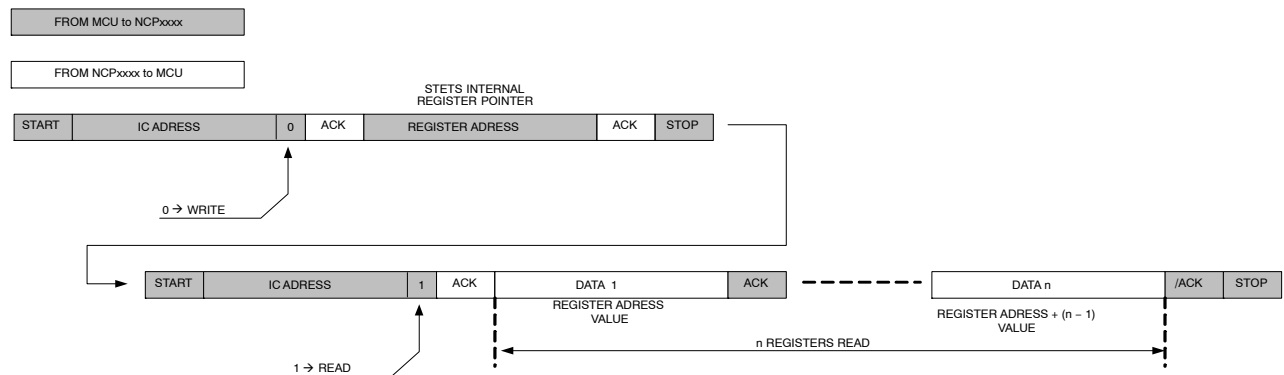 FROM MCU to NCPxxxx
FROM NCPxxxx to MCU
STETS INTERNAL
REGISTER POINTER
START IC ADRESS 0 ACK REGISTER ADRESS ACK STOP
0 → WRITE
START IC ADRESS 1 ACK DATA 1 ACK DATA n /ACK STOP
REGISTER ADRESS
VALUE
REGISTER ADRESS + (n − 1)
VALUE
n REGISTERS READ
1 → READ